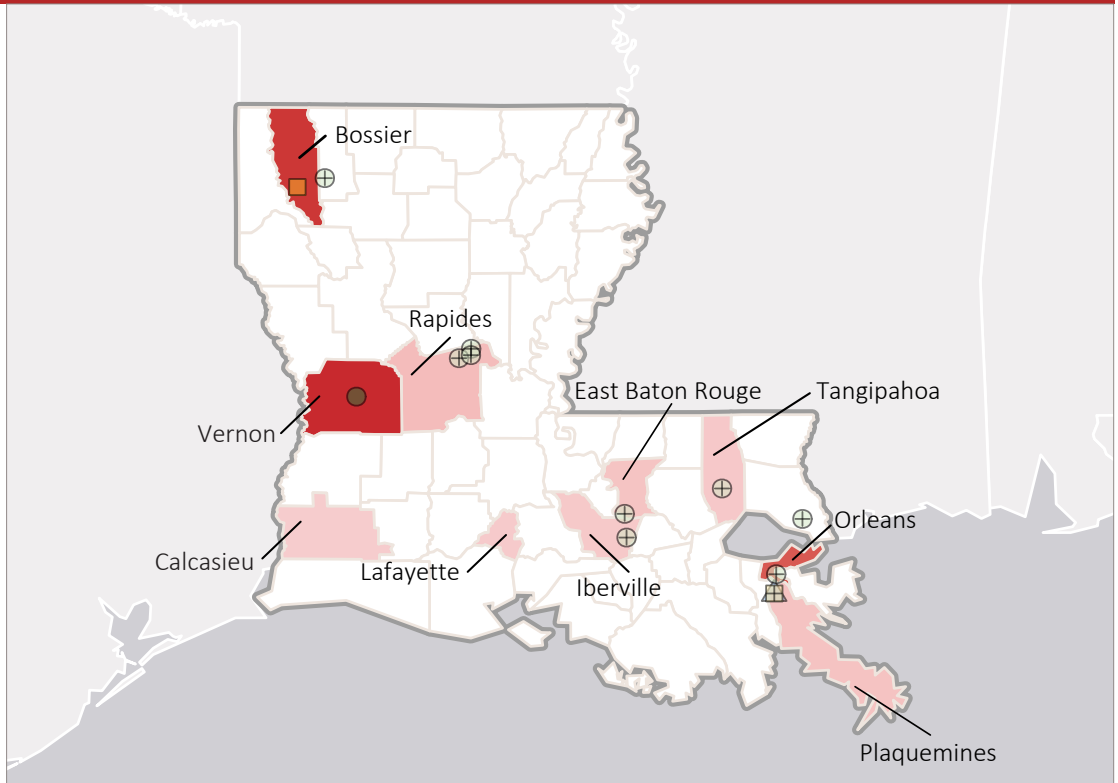 Bossier
Rapides
East Baton Rouge
Tangipahoa
Vernon
Orleans
Calcasieu
Lafayette
Iberville
Plaquemines